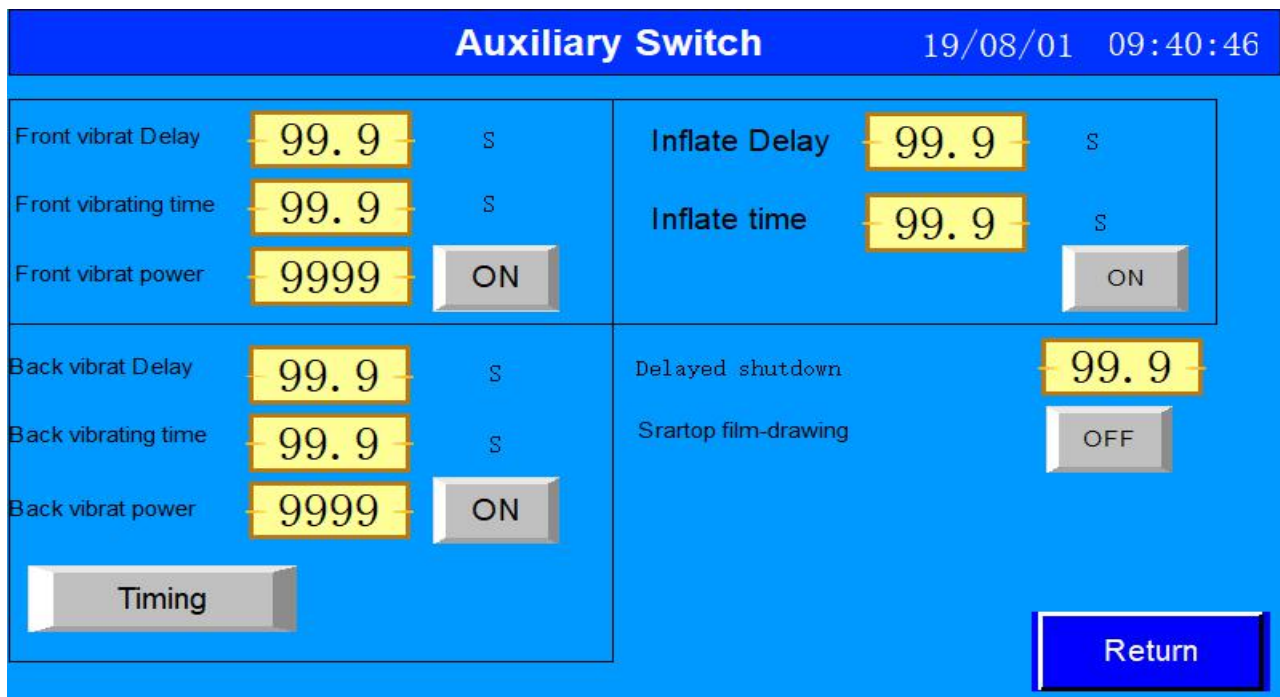 Auxiliary Switch 19/08/01 09:40:46
Front vibrat Delay 99.9 S
Front vibrating time 99.9 S
Front vibrat power 9999 ON
Inflate Delay 99.9 S
Inflate time 99.9 S
ON
Back vibrat Delay 99.9 S
Back vibrating time 99.9 S
Back vibrat power 9999 ON
Timing
Delayed shutdown 99.9
Srartop film-drawing OFF
Return